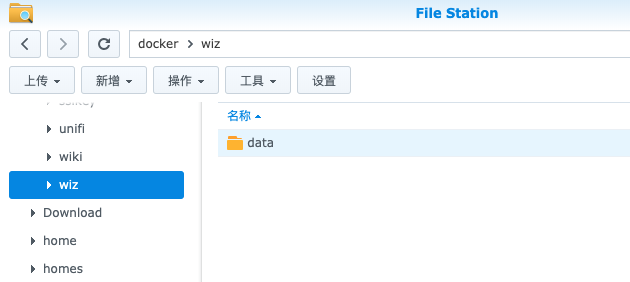 File Station
docker > wiz
上传 新增 操作 工具 设置
名称
data
unifi
wiki
wiz
Download
home
homes